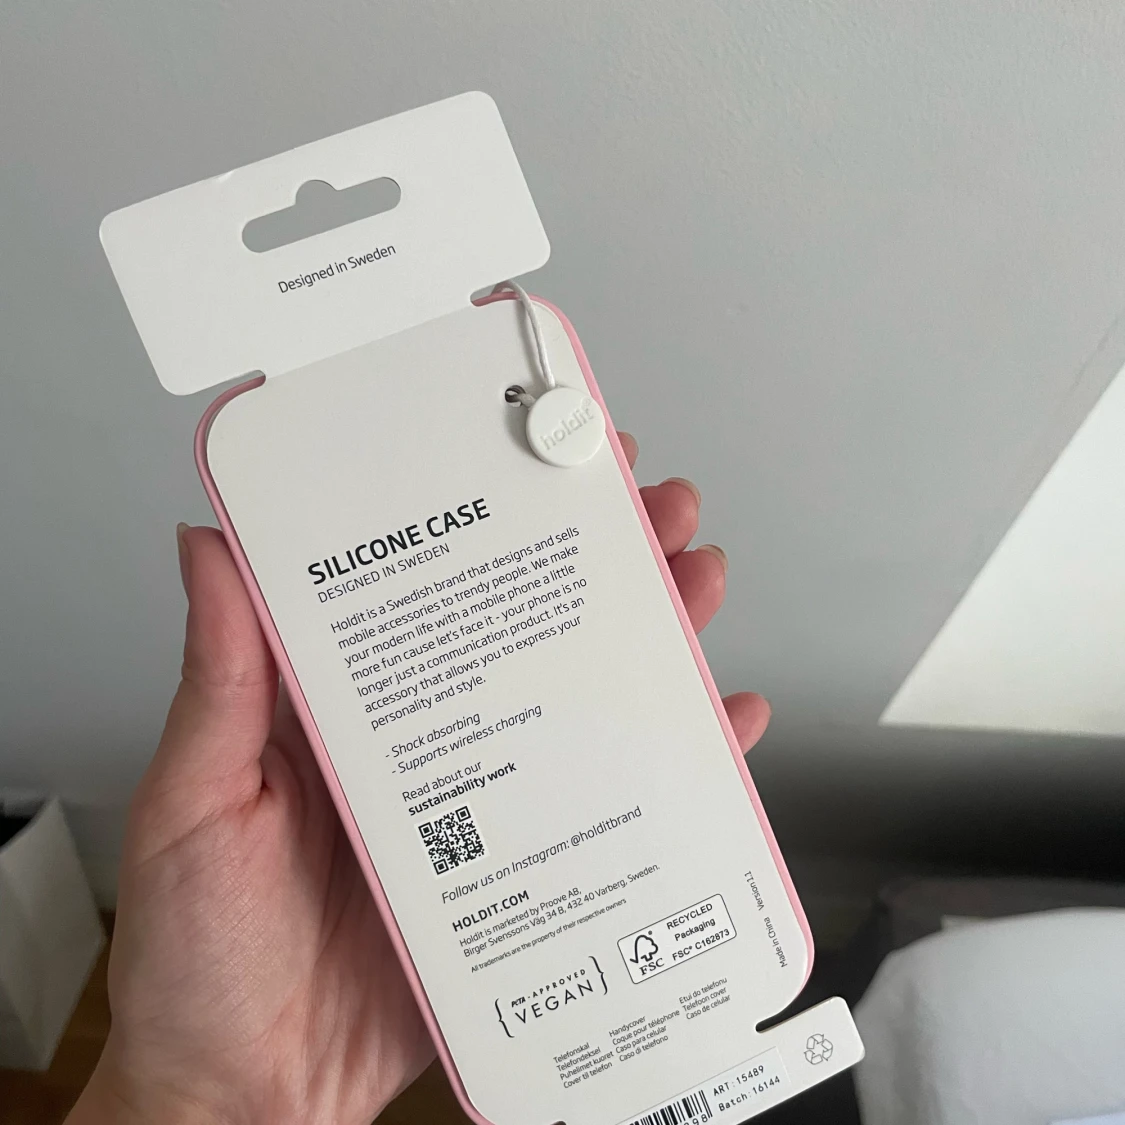 Designed in Sweden
holdit
SILICONE CASE
DESIGNED IN SWEDEN
Holdit is a Swedish brand that designs and sells
mobile accessories to trendy people. We make
your modern life with a mobile phone a little
more fun cause let's face it - your phone is no
longer just a communication product. It's an
accessory that allows you to express your
personality and style.
- Shock absorbing
- Supports wireless charging
Read about our
sustainability work
Follow us on Instagram: @holditbrand
HOLDIT.COM
Holdit is marketed by Proove AB,
Birger Svenssons Väg 34 B, 432 40 Varberg, Sweden.
All trademarks are the property of their respective owners
PETA - APPROVED
VEGAN
FSC
RECYCLED
Packaging
FSC® C162873
Made in China Version 1.1
Telefonskal
Telefondeksel
Puhelimet kuoret
Cover til telefon
Handycover
Coque pour téléphone
Caso para celular
Caso di telefono
Etui do telefonu
Telefoon cover
Caso de celular
ART: 15489
Batch: 16144